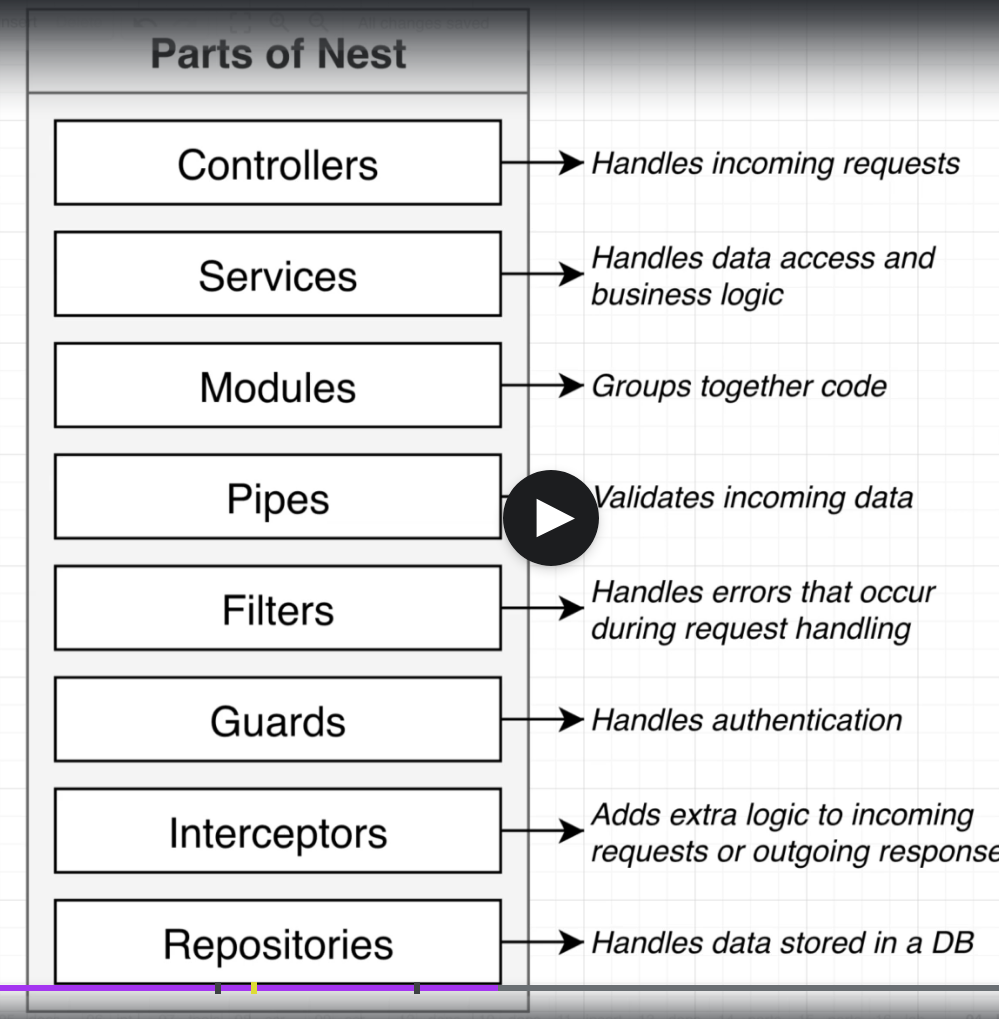 All changes saved
Parts of Nest
Controllers
Handles incoming requests
Services
Handles data access and
business logic
Modules
Groups together code
Pipes
Validates incoming data
Filters
Handles errors that occur
during request handling
Guards
Handles authentication
Interceptors
Adds extra logic to incoming
requests or outgoing response
Repositories
Handles data stored in a DB